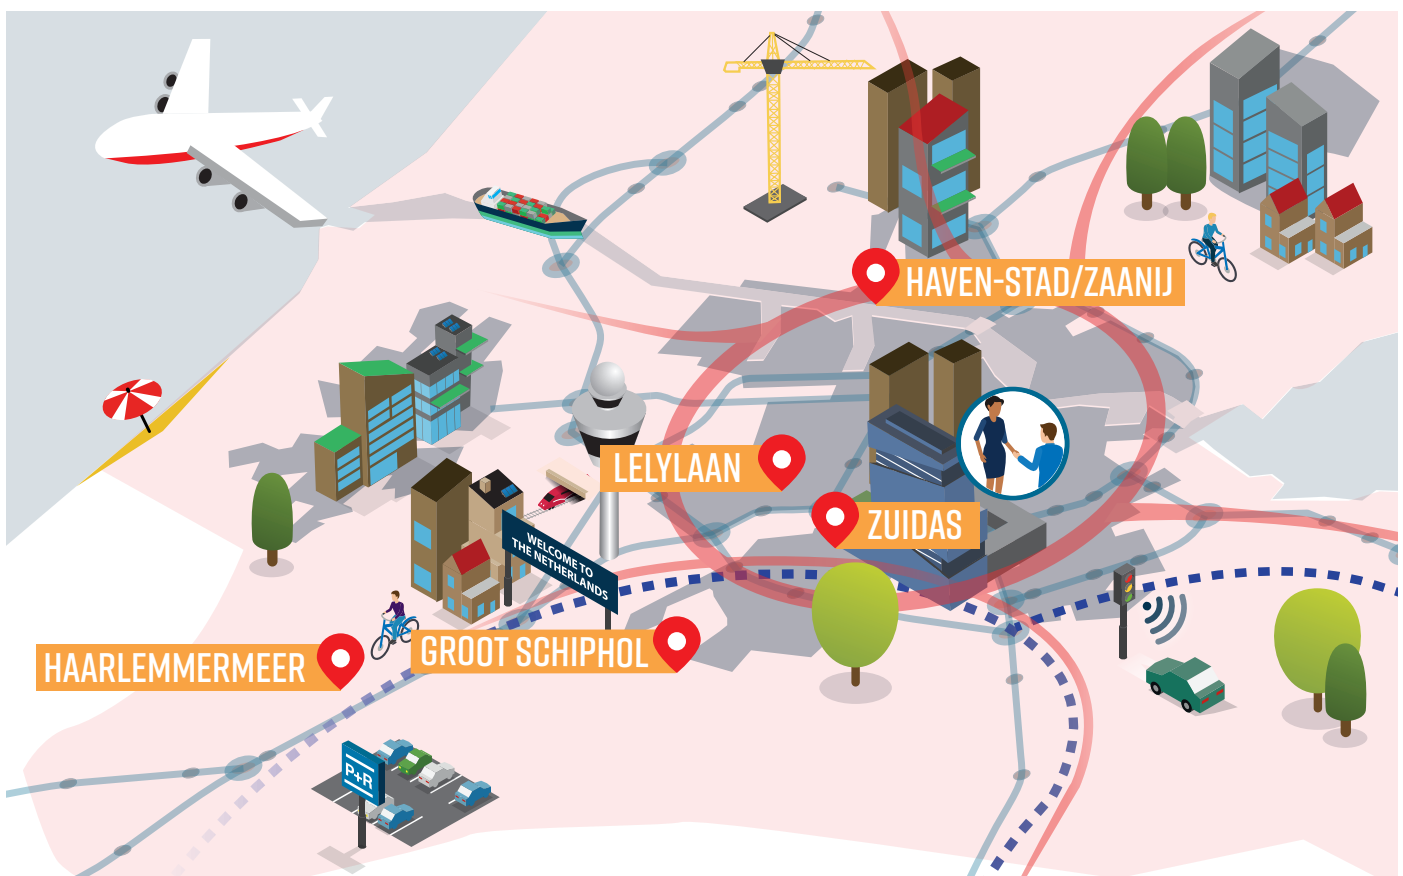 HAVEN-STAD/ZAANIJ
LELYLAAN
ZUIDAS
WELCOME TO
THE NETHERLANDS
GROOT SCHIPHOL
HAARLEMMERMEER
P+R